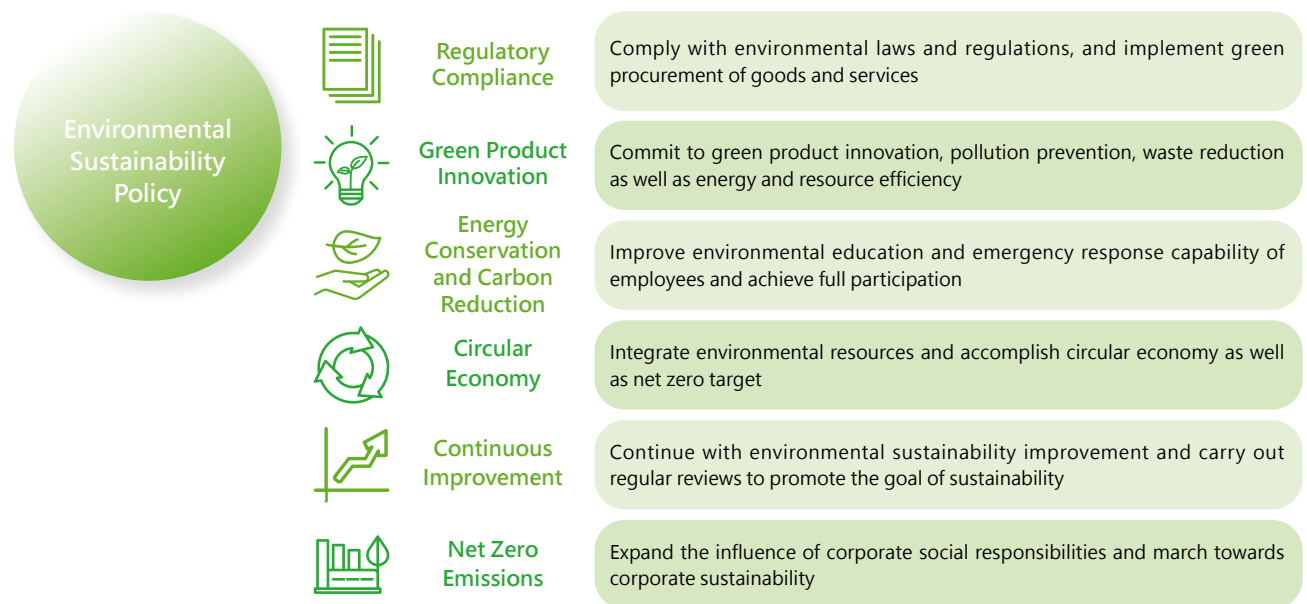 Environmental
Sustainability
Policy
Regulatory
Compliance
Comply with environmental laws and regulations, and implement green
procurement of goods and services
Green Product
Innovation
Commit to green product innovation, pollution prevention, waste reduction
as well as energy and resource efficiency
Energy
Conservation
and Carbon
Reduction
Improve environmental education and emergency response capability of
employees and achieve full participation
Circular
Economy
Integrate environmental resources and accomplish circular economy as well
as net zero target
Continuous
Improvement
Continue with environmental sustainability improvement and carry out
regular reviews to promote the goal of sustainability
Net Zero
Emissions
Expand the influence of corporate social responsibilities and march towards
corporate sustainability